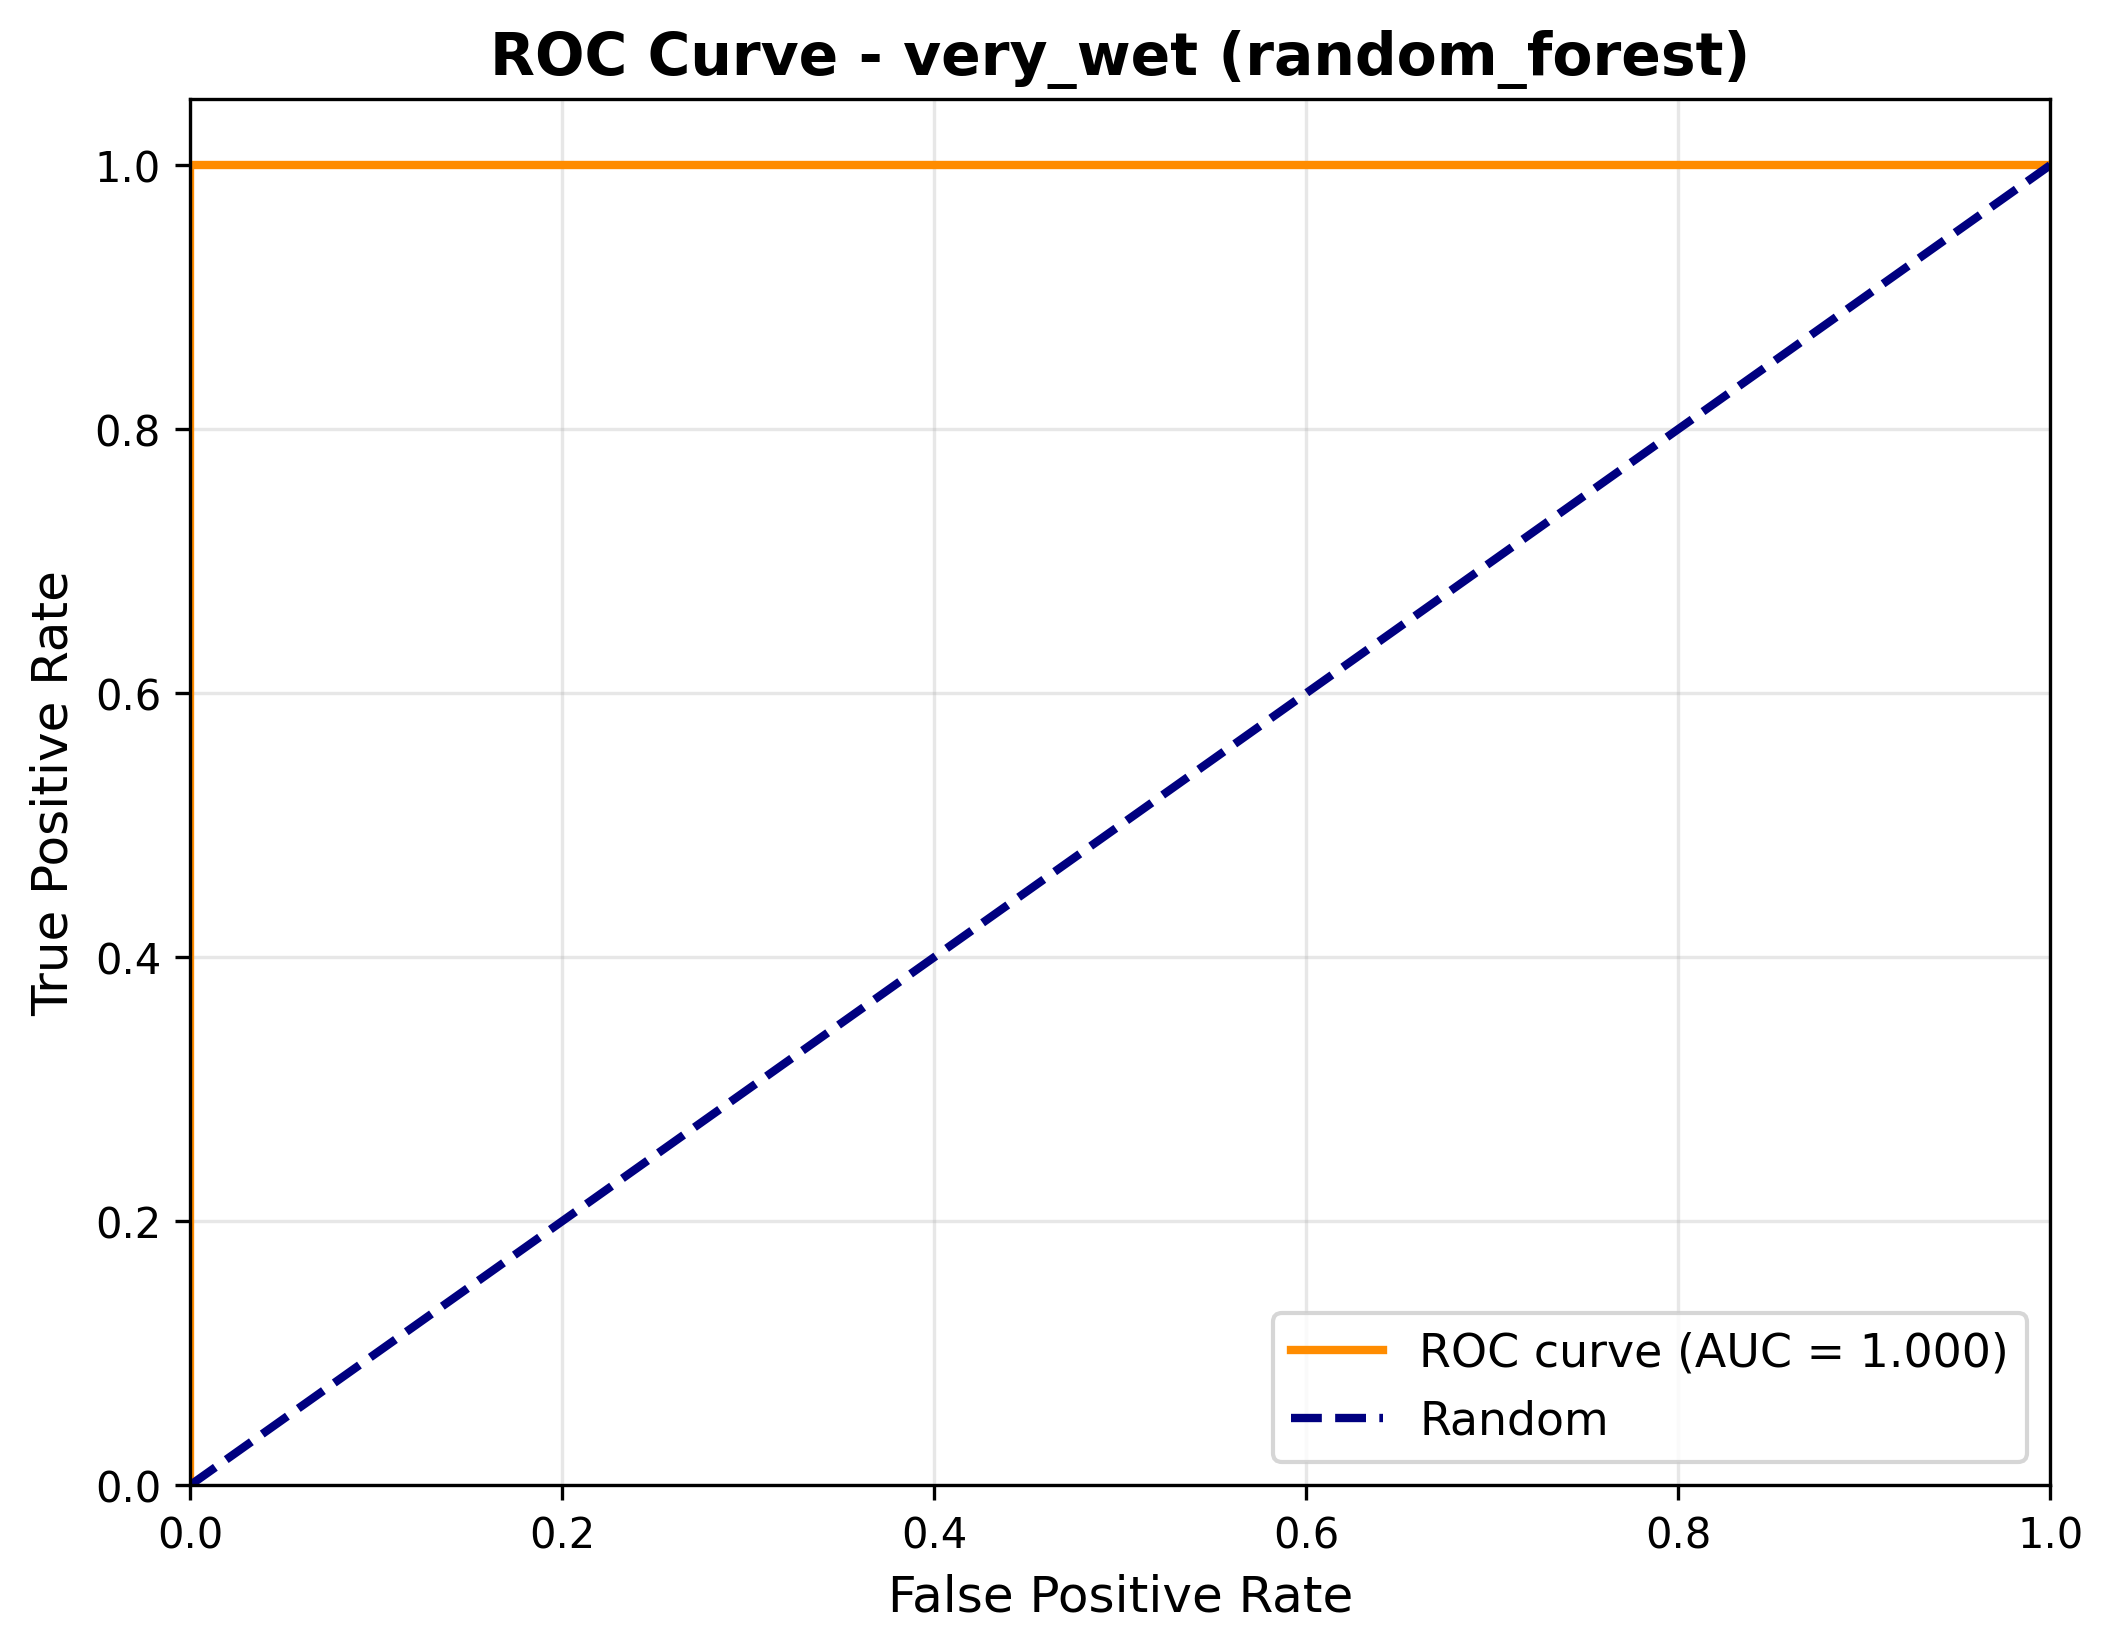 ROC Curve - very_wet (random_forest)
True Positive Rate
1.0
0.8
0.6
0.4
0.2
0.0
0.0 0.2 0.4 0.6 0.8 1.0
False Positive Rate
ROC curve (AUC = 1.000)
Random